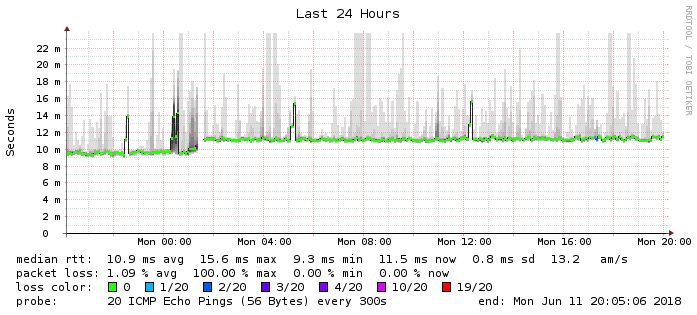 Last 24 Hours
RRDTOOL / TOBI OETIKER
Seconds
22 m
20 m
18 m
16 m
14 m
12 m
10 m
8 m
6 m
4 m
2 m
0
Mon 00:00 Mon 04:00 Mon 08:00 Mon 12:00 Mon 16:00 Mon 20:00
median rtt: 10.9 ms avg 15.6 ms max 9.3 ms min 11.5 ms now 0.8 ms sd 13.2 am/s
packet loss: 1.09 % avg 100.00 % max 0.00 % min 0.00 % now
loss color: 0 1/20 2/20 3/20 4/20 10/20 19/20
probe: 20 ICMP Echo Pings (56 Bytes) every 300s end: Mon Jun 11 20:05:06 2018